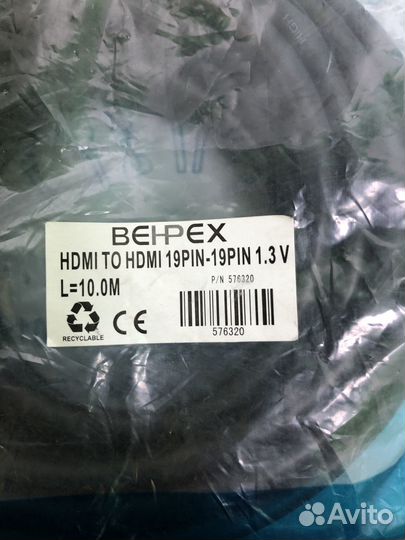 BEHPEX
HDMI TO HDMI 19PIN-19PIN 1.3 V
P/N 576320
L=10.0M
RECYCLABLE
CE
576320
Avito